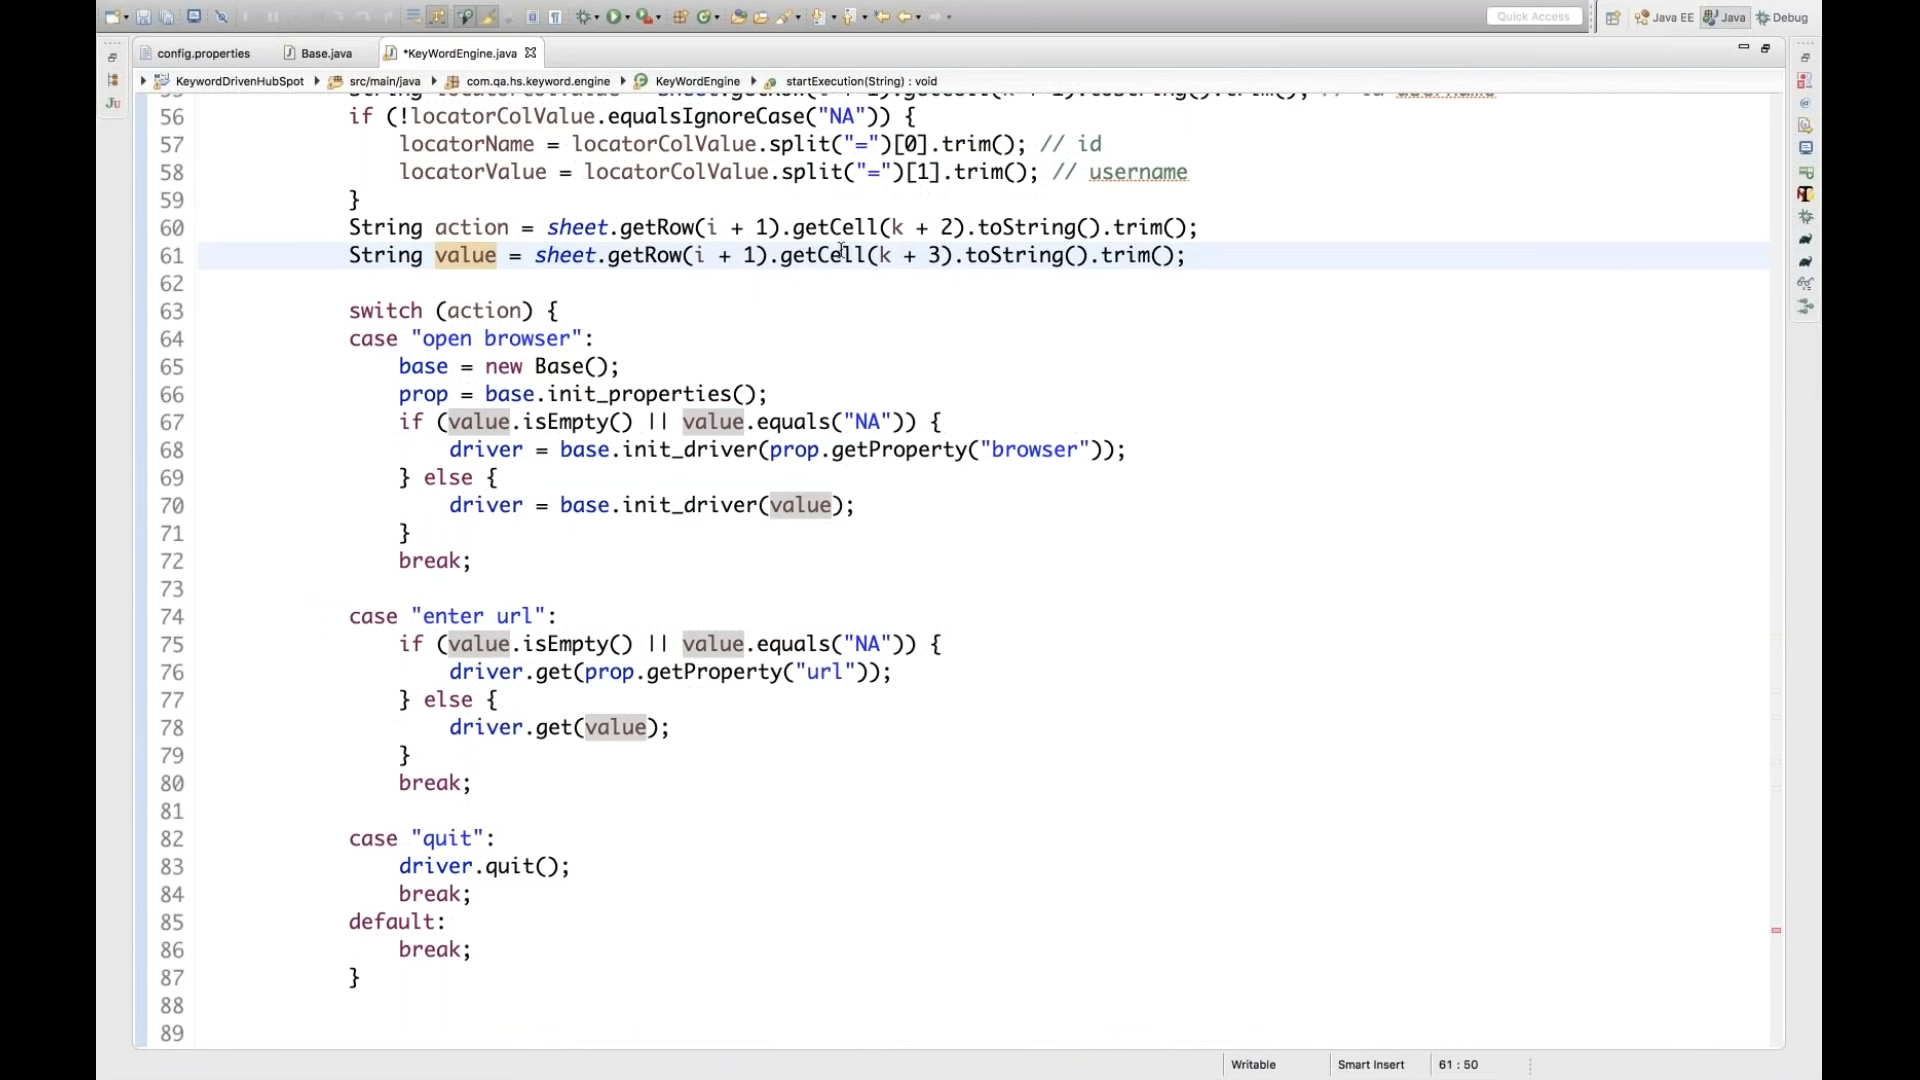 Quick Access
Java EE
Java
Debug
config.properties
Base.java
*KeyWordEngine.java
KeywordDrivenHubSpot
src/main/java
com.qa.hs.keyword.engine
KeyWordEngine
startExecution(String) : void
56 if (!locatorColValue.equalsIgnoreCase("NA")) {
57 locatorName = locatorColValue.split("=")[0].trim(); // id
58 locatorValue = locatorColValue.split("=")[1].trim(); // username
59 }
60 String action = sheet.getRow(i + 1).getCell(k + 2).toString().trim();
61 String value = sheet.getRow(i + 1).getCell(k + 3).toString().trim();
62
63 switch (action) {
64 case "open browser":
65 base = new Base();
66 prop = base.init_properties();
67 if (value.isEmpty() || value.equals("NA")) {
68 driver = base.init_driver(prop.getProperty("browser"));
69 } else {
70 driver = base.init_driver(value);
71 }
72 break;
73
74 case "enter url":
75 if (value.isEmpty() || value.equals("NA")) {
76 driver.get(prop.getProperty("url"));
77 } else {
78 driver.get(value);
79 }
80 break;
81
82 case "quit":
83 driver.quit();
84 break;
85 default:
86 break;
87 }
88
89
Writable
Smart Insert
61 : 50